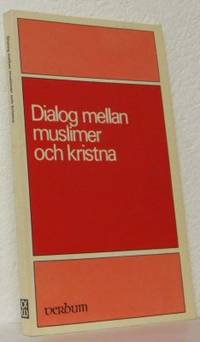 Dialog mellan
muslimer
och kristna
verbum